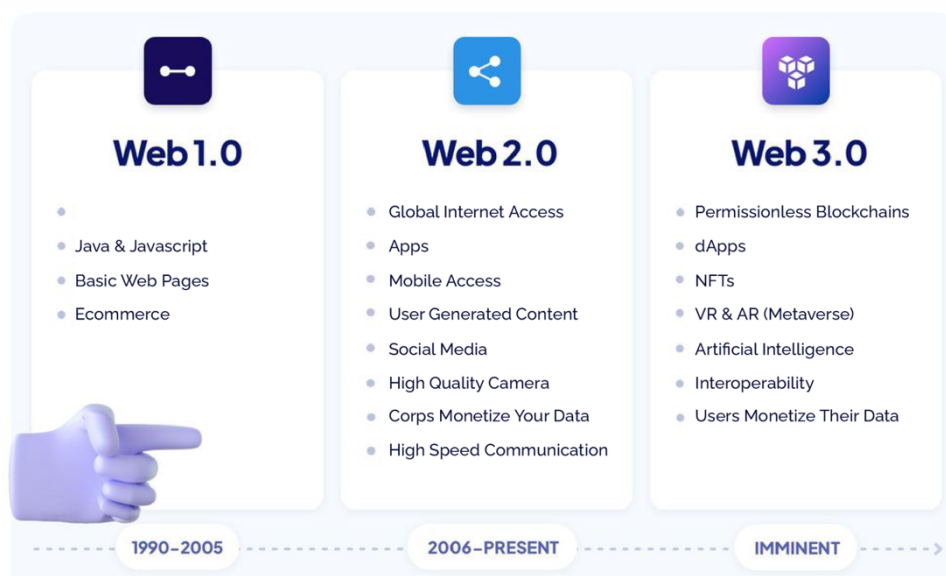 Web 1.0
Java & Javascript
Basic Web Pages
Ecommerce
1990–2005
Web 2.0
Global Internet Access
Apps
Mobile Access
User Generated Content
Social Media
High Quality Camera
Corps Monetize Your Data
High Speed Communication
2006–PRESENT
Web 3.0
Permissionless Blockchains
dApps
NFTs
VR & AR (Metaverse)
Artificial Intelligence
Interoperability
Users Monetize Their Data
IMMINENT